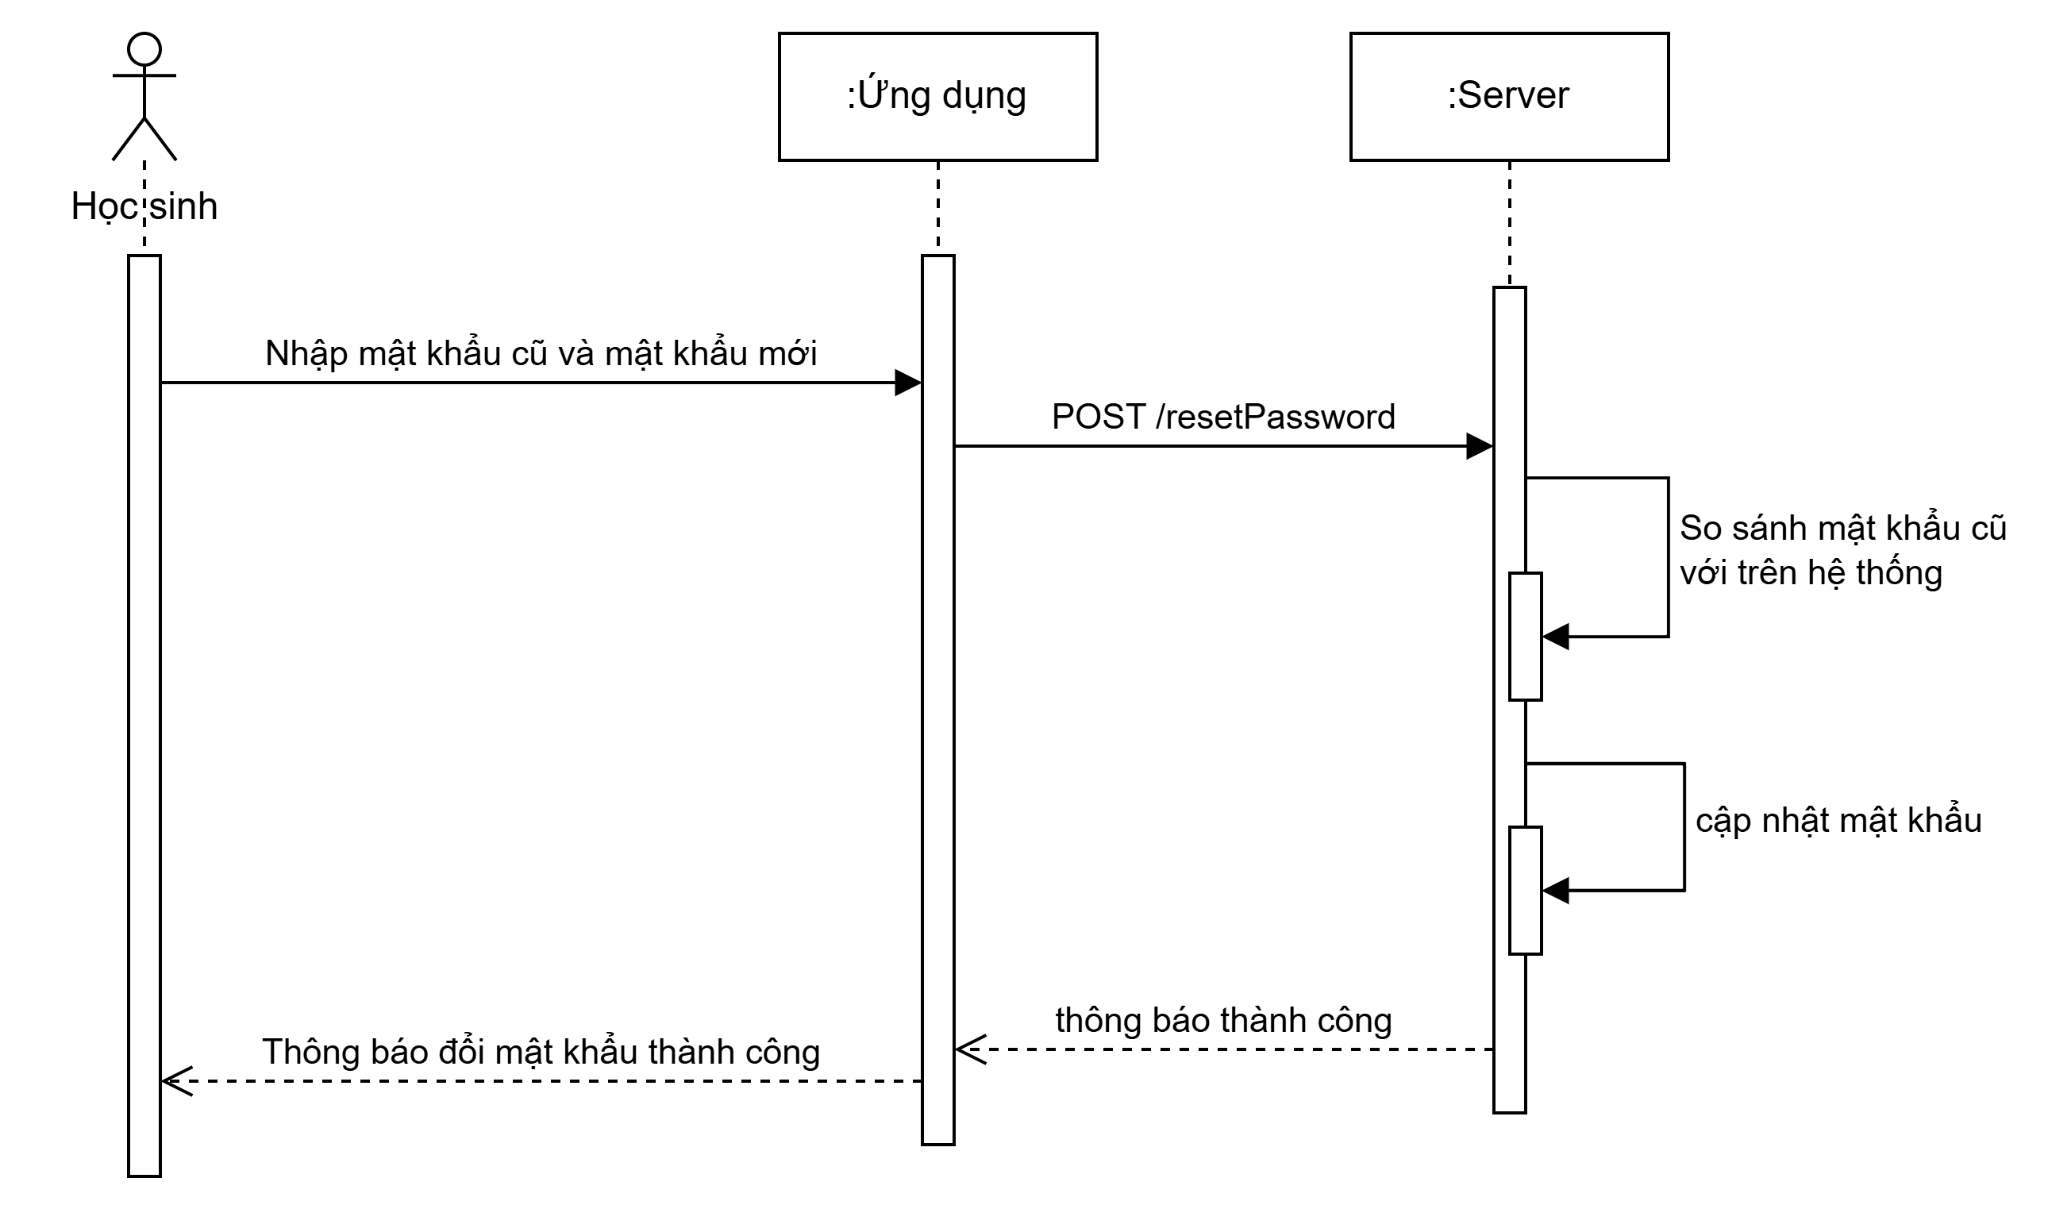 :Ứng dụng
:Server
Học sinh
Nhập mật khẩu cũ và mật khẩu mới
POST /resetPassword
So sánh mật khẩu cũ
với trên hệ thống
cập nhật mật khẩu
thông báo thành công
Thông báo đổi mật khẩu thành công